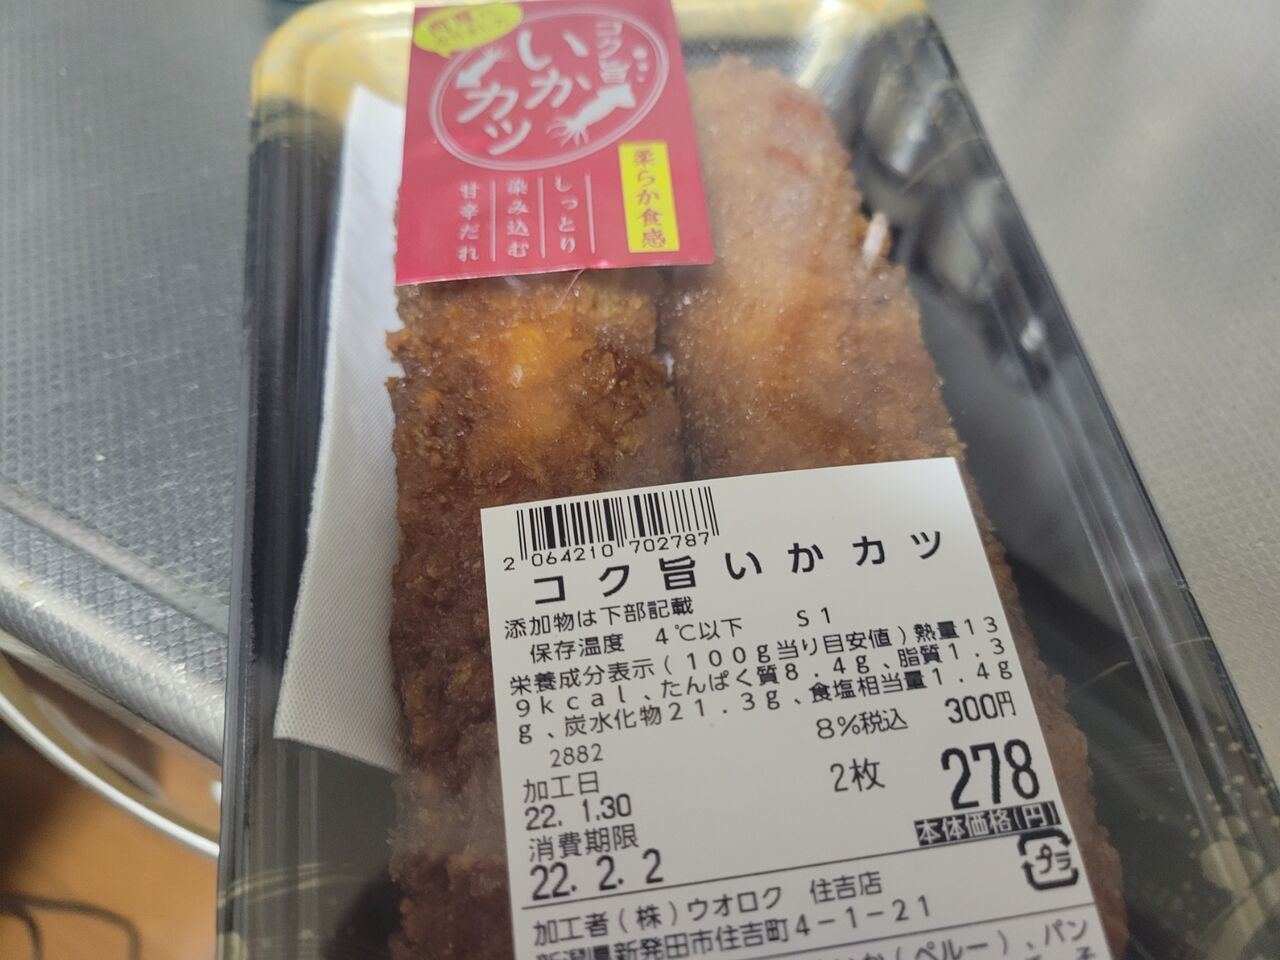 コク旨
いか
カツ
柔らか食感
しっとり
染み込む
甘辛だれ
2 064210 702787
コク旨いかカツ
添加物は下部記載
保存温度 4℃以下 S1
栄養成分表示(100g当り目安値)熱量13
9kcal、たんぱく質8.4g、脂質1.3
g、炭水化物21.3g、食塩相当量1.4g
8%税込 300円
2882
加工日
22. 1.30
2枚 278
本体価格(円)
消費期限
22. 2. 2
プラ
加工者(株)ウオロク 住吉店
新潟県新発田市住吉町4-1-21
いか(ペルー)、パン